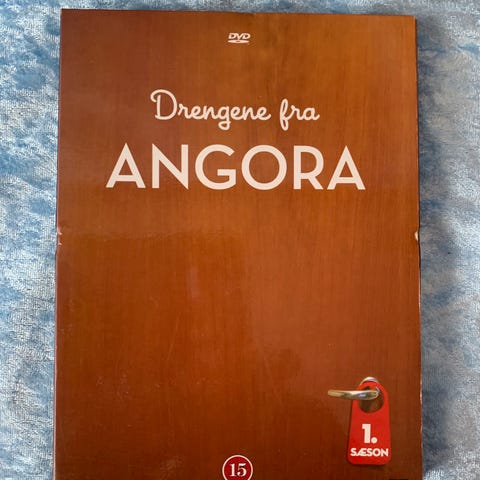 DVD
Drengene fra
ANGORA
1.
SÆSON
15